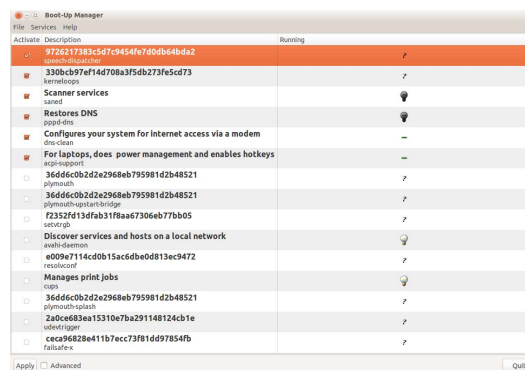 Boot-Up Manager
File Services Help
Activate Description Running
9726217383c5d7c9454fe7d0db64bda2
speech-dispatcher
?
330bcb97ef14d708a3f5db273fe5cd73
kerneloops
?
Scanner services
saned
Restores DNS
pppd-dns
Configures your system for internet access via a modem
dns-clean
For laptops, does power management and enables hotkeys
acpi-support
36dd6c0b2d2e2968eb795981d2b48521
plymouth
?
36dd6c0b2d2e2968eb795981d2b48521
plymouth-upstart-bridge
?
f2352fd13dfab31f8aa67306eb77bb05
setvtrgb
?
Discover services and hosts on a local network
avahi-daemon
e009e7114cd0b15ac6dbe0d813ec9472
resolvconf
?
Manages print jobs
cups
36dd6c0b2d2e2968eb795981d2b48521
plymouth-splash
?
2a0ce683ea15310e7ba291148124cb1e
udevtrigger
?
ceca96828e411b7ecc73f81dd97854fb
failsafe-x
?
Apply Advanced Quit